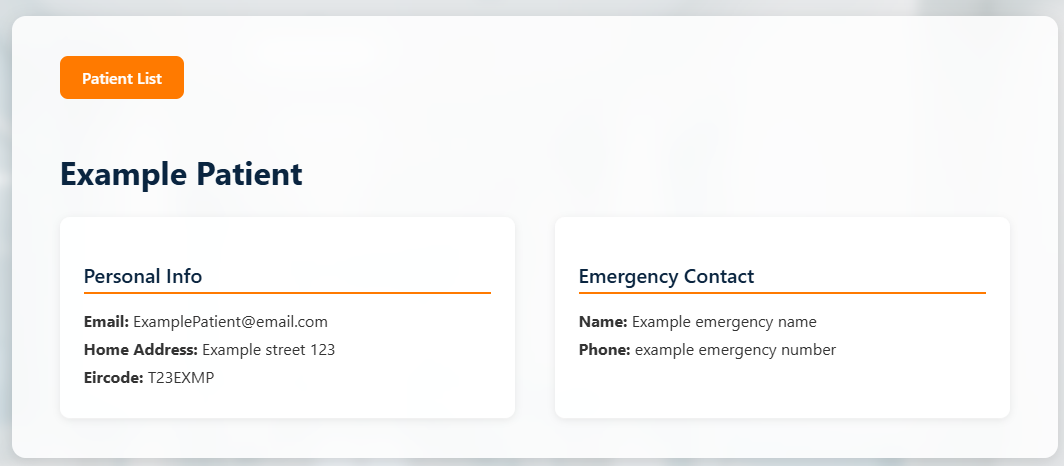 Patient List
Example Patient
Personal Info
Email: ExamplePatient@email.com
Home Address: Example street 123
Eircode: T23EXMP
Emergency Contact
Name: Example emergency name
Phone: example emergency number